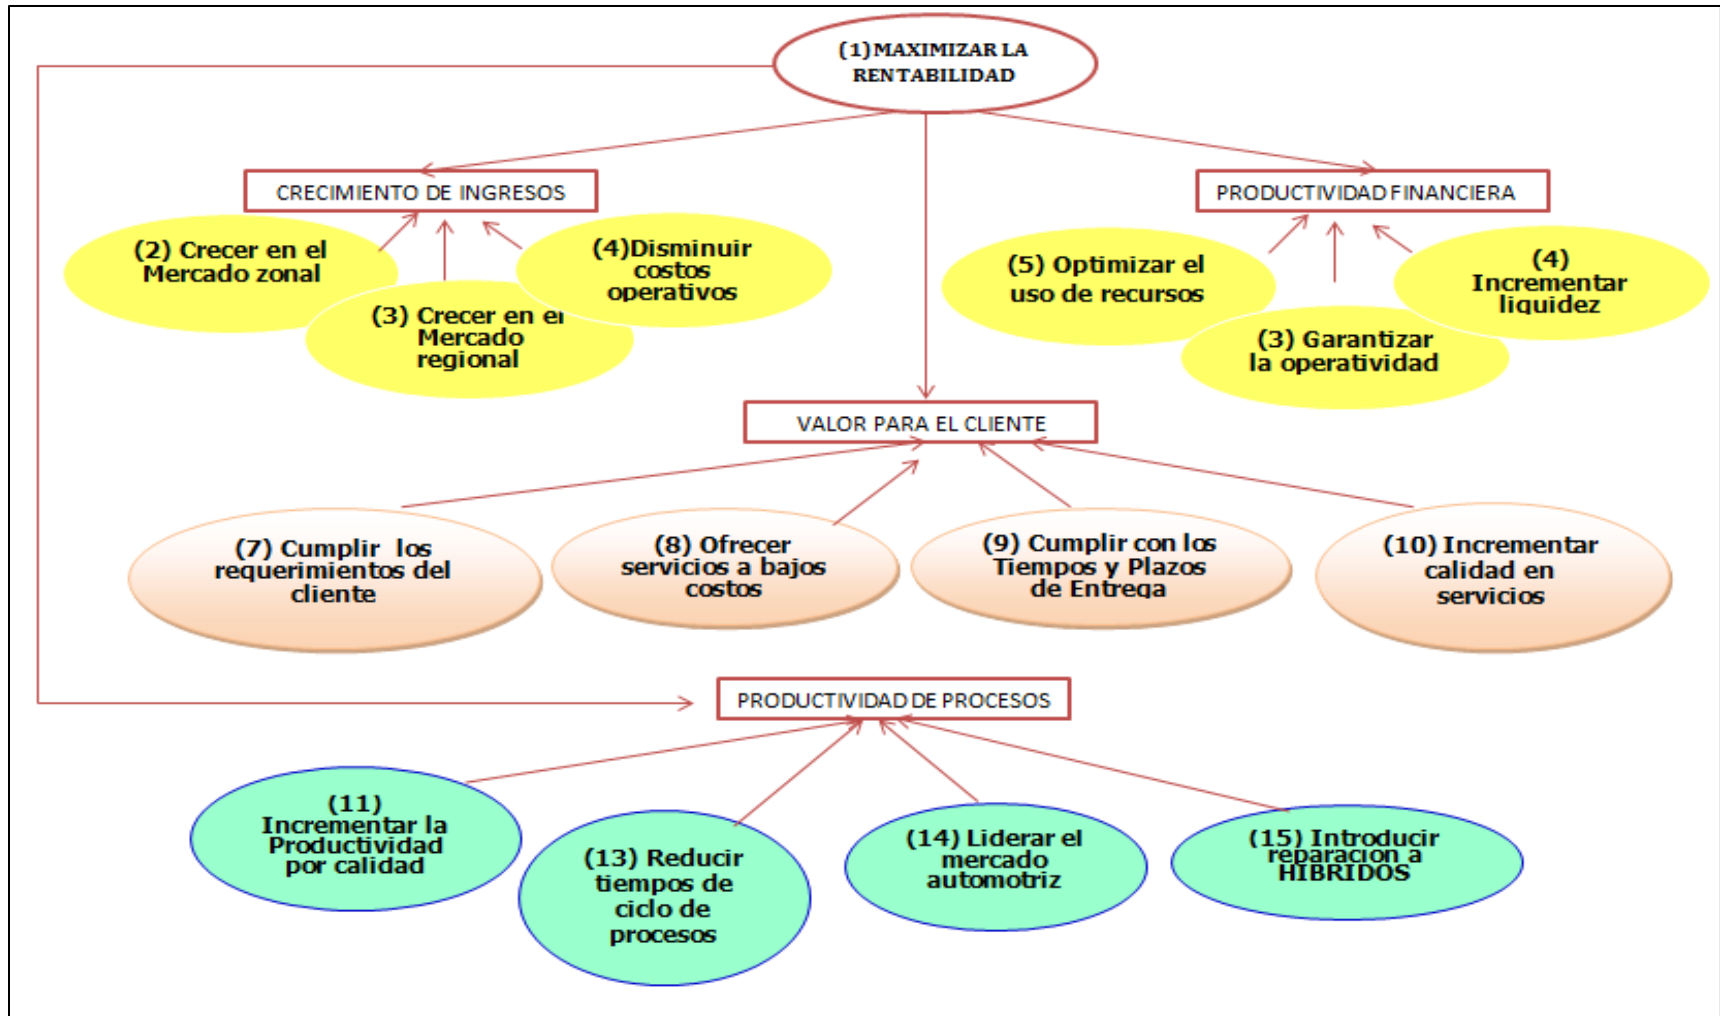 (1)MAXIMIZAR LA
RENTABILIDAD
CRECIMIENTO DE INGRESOS
PRODUCTIVIDAD FINANCIERA
(2) Crecer en el
Mercado zonal
(3) Crecer en el
Mercado
regional
(4)Disminuir
costos
operativos
(5) Optimizar el
uso de recursos
(3) Garantizar
la operatividad
(4)
Incrementar
liquidez
VALOR PARA EL CLIENTE
(7) Cumplir los
requerimientos del
cliente
(8) Ofrecer
servicios a bajos
costos
(9) Cumplir con los
Tiempos y Plazos
de Entrega
(10) Incrementar
calidad en
servicios
PRODUCTIVIDAD DE PROCESOS
(11)
Incrementar la
Productividad
por calidad
(13) Reducir
tiempos de
ciclo de
procesos
(14) Liderar el
mercado
automotriz
(15) Introducir
reparación a
HIBRIDOS